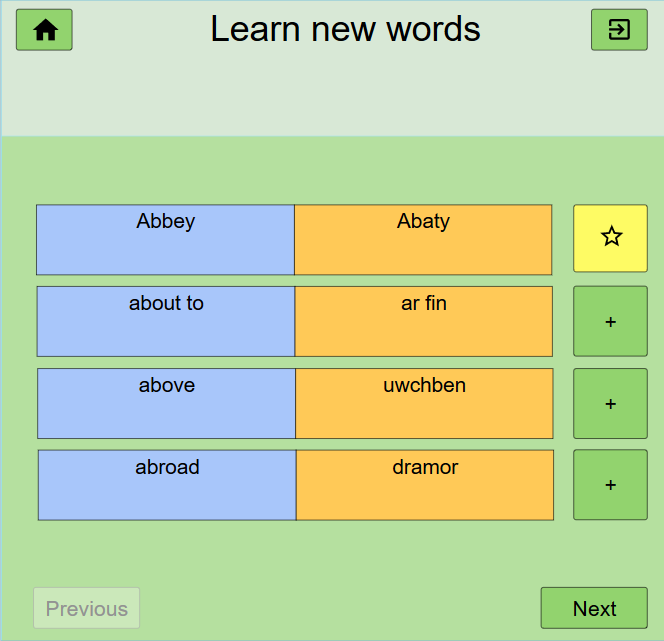 Learn new words
Abbey Abaty
about to ar fin +
above uwchben +
abroad dramor +
Previous Next